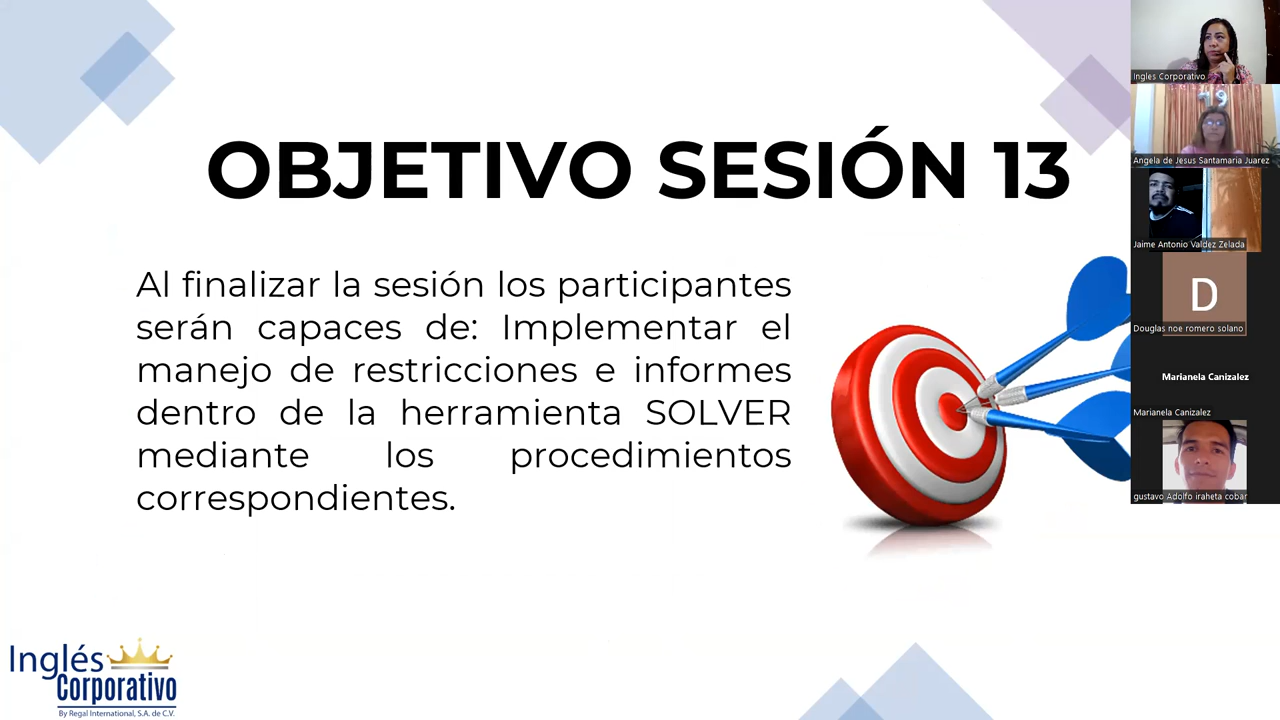 OBJETIVO SESIÓN 13
Al finalizar la sesión los participantes
serán capaces de: Implementar el
manejo de restricciones e informes
dentro de la herramienta SOLVER
mediante los procedimientos
correspondientes.
Inglés
Corporativo
By Regal International, S.A. de C.V.
Ingles Corporativo
49
Angela de Jesus Santamaria Juarez
Jaime Antonio Valdez Zelada
D
Douglas noe romero solano
Marianela Canizalez
Marianela Canizalez
gustavo Adolfo iraheta cobar